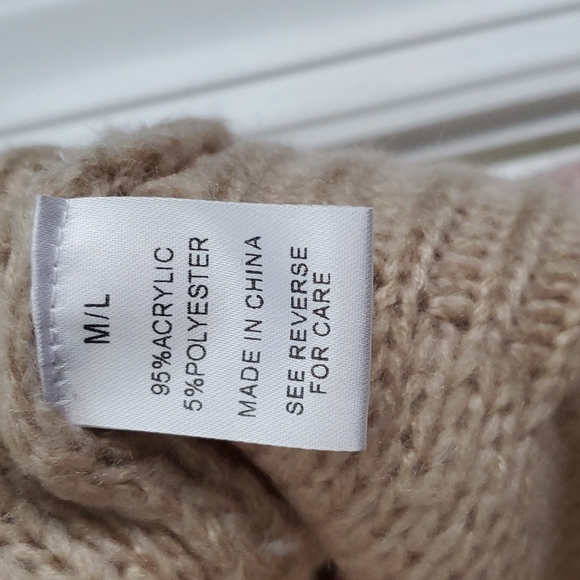 M/L
95%ACRYLIC
5%POLYESTER
MADE IN CHINA
SEE REVERSE
FOR CARE